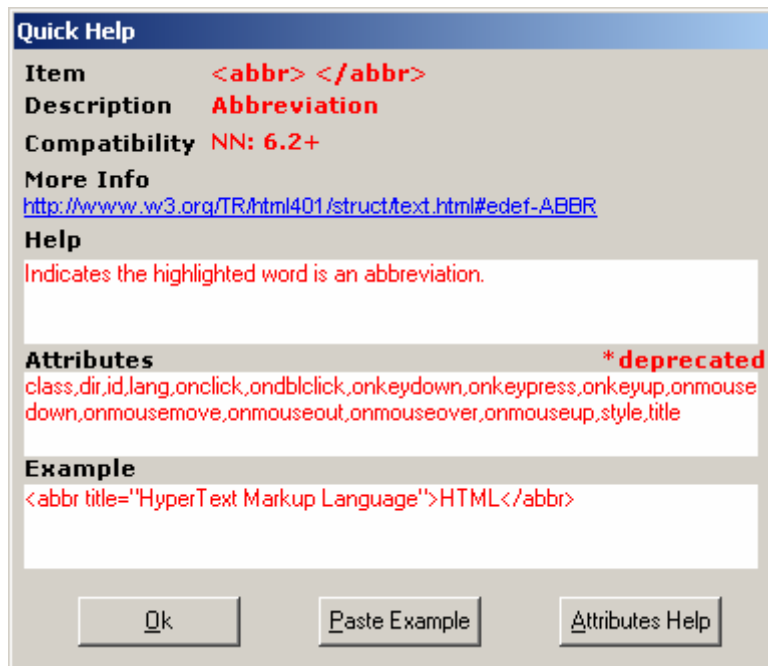 Quick Help
Item <abbr> </abbr>
Description Abbreviation
Compatibility NN: 6.2+
More Info
http://www.w3.org/TR/html401/struct/text.html#edef-ABBR
Help
Indicates the highlighted word is an abbreviation.
Attributes *deprecated
class,dir,id,lang,onclick,ondblclick,onkeydown,onkeypress,onkeyup,onmouse
down,onmousemove,onmouseout,onmouseover,onmouseup,style,title
Example
<abbr title="HyperText Markup Language">HTML</abbr>
Ok Paste Example Attributes Help